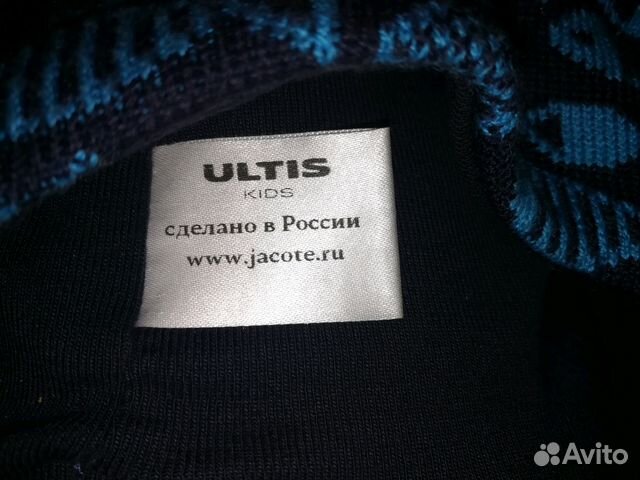 ULTIS
KIDS
сделано в России
www.jacote.ru
Avito